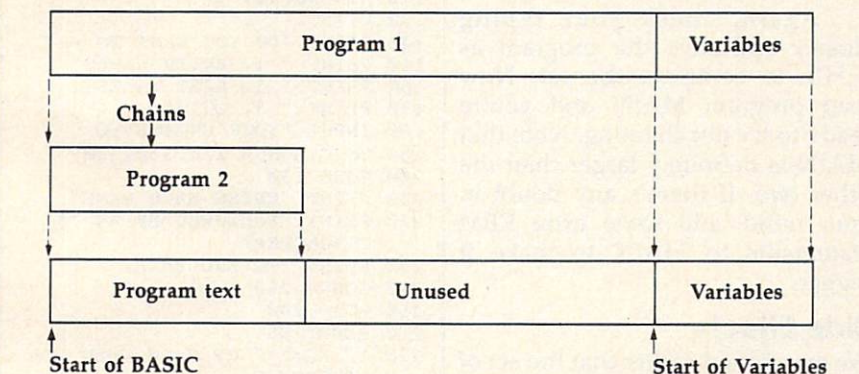 Program 1 Variables
Chains
Program 2
Program text Unused Variables
Start of BASIC Start of Variables